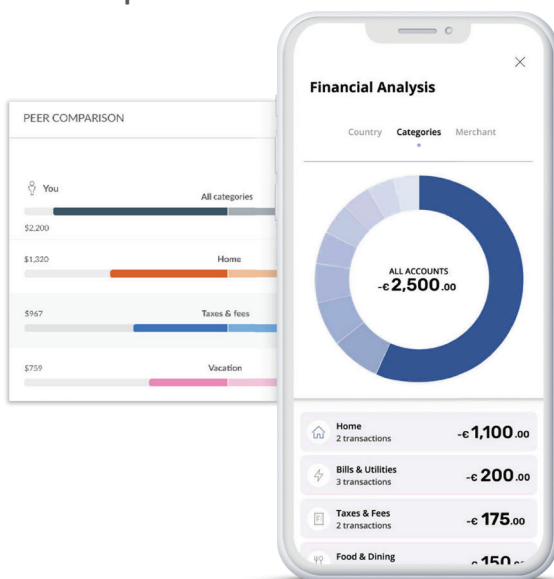 PEER COMPARISON
You
All categories
$2,200
$1,320
Home
$967
Taxes & fees
$759
Vacation
Financial Analysis
Country Categories Merchant
ALL ACCOUNTS
-€ 2,500.00
Home
2 transactions
-€ 1,100.00
Bills & Utilities
3 transactions
-€ 200.00
Taxes & Fees
2 transactions
-€ 175.00
Food & Dining